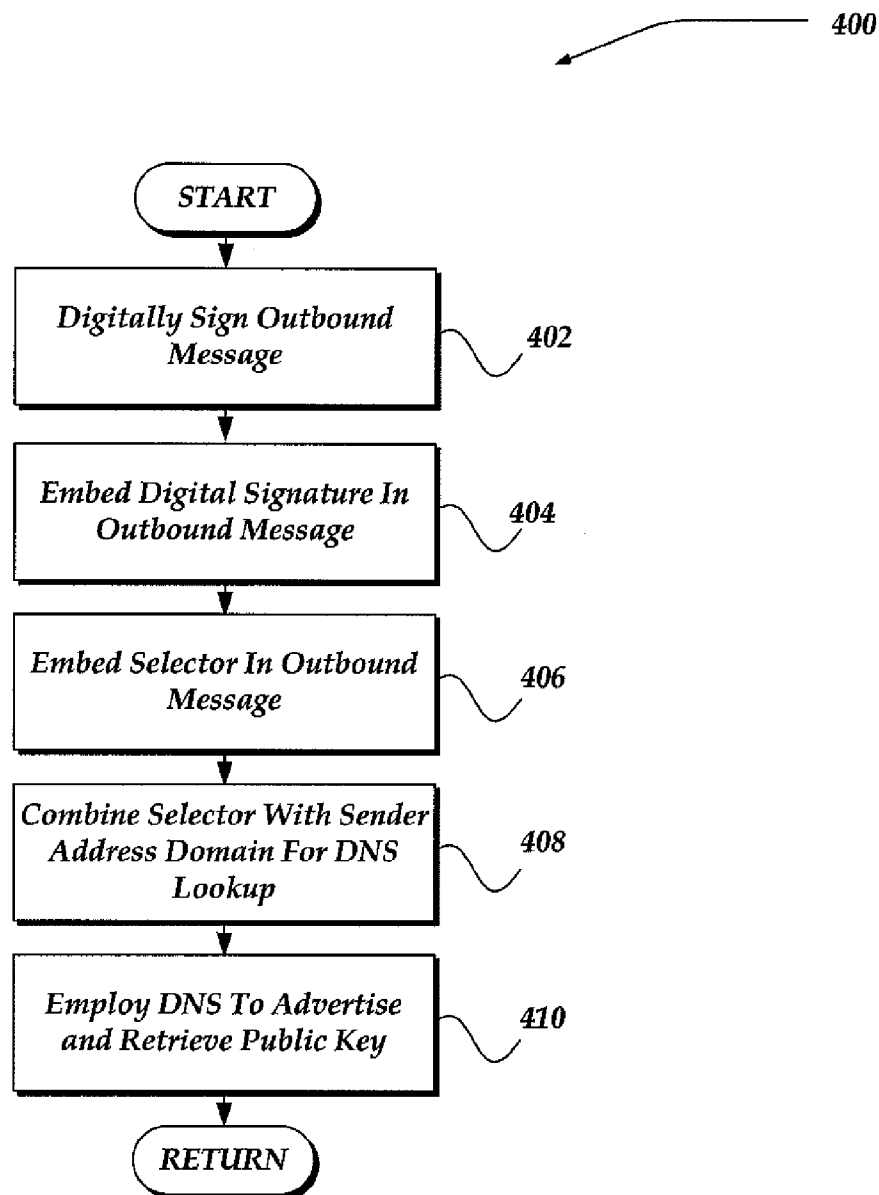 400
START
Digitally Sign Outbound
Message
402
Embed Digital Signature In
Outbound Message
404
Embed Selector In Outbound
Message
406
Combine Selector With Sender
Address Domain For DNS
Lookup
408
Employ DNS To Advertise
and Retrieve Public Key
410
RETURN